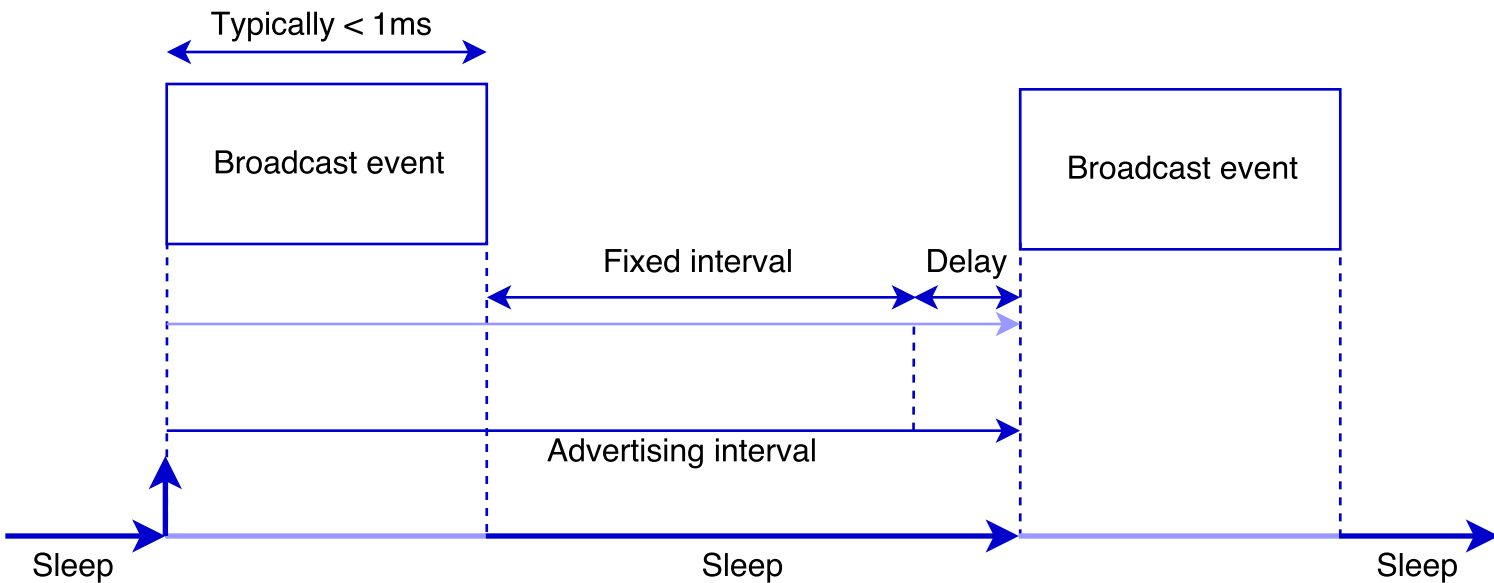 Typically < 1ms
Broadcast event
Broadcast event
Fixed interval
Delay
Advertising interval
Sleep
Sleep
Sleep